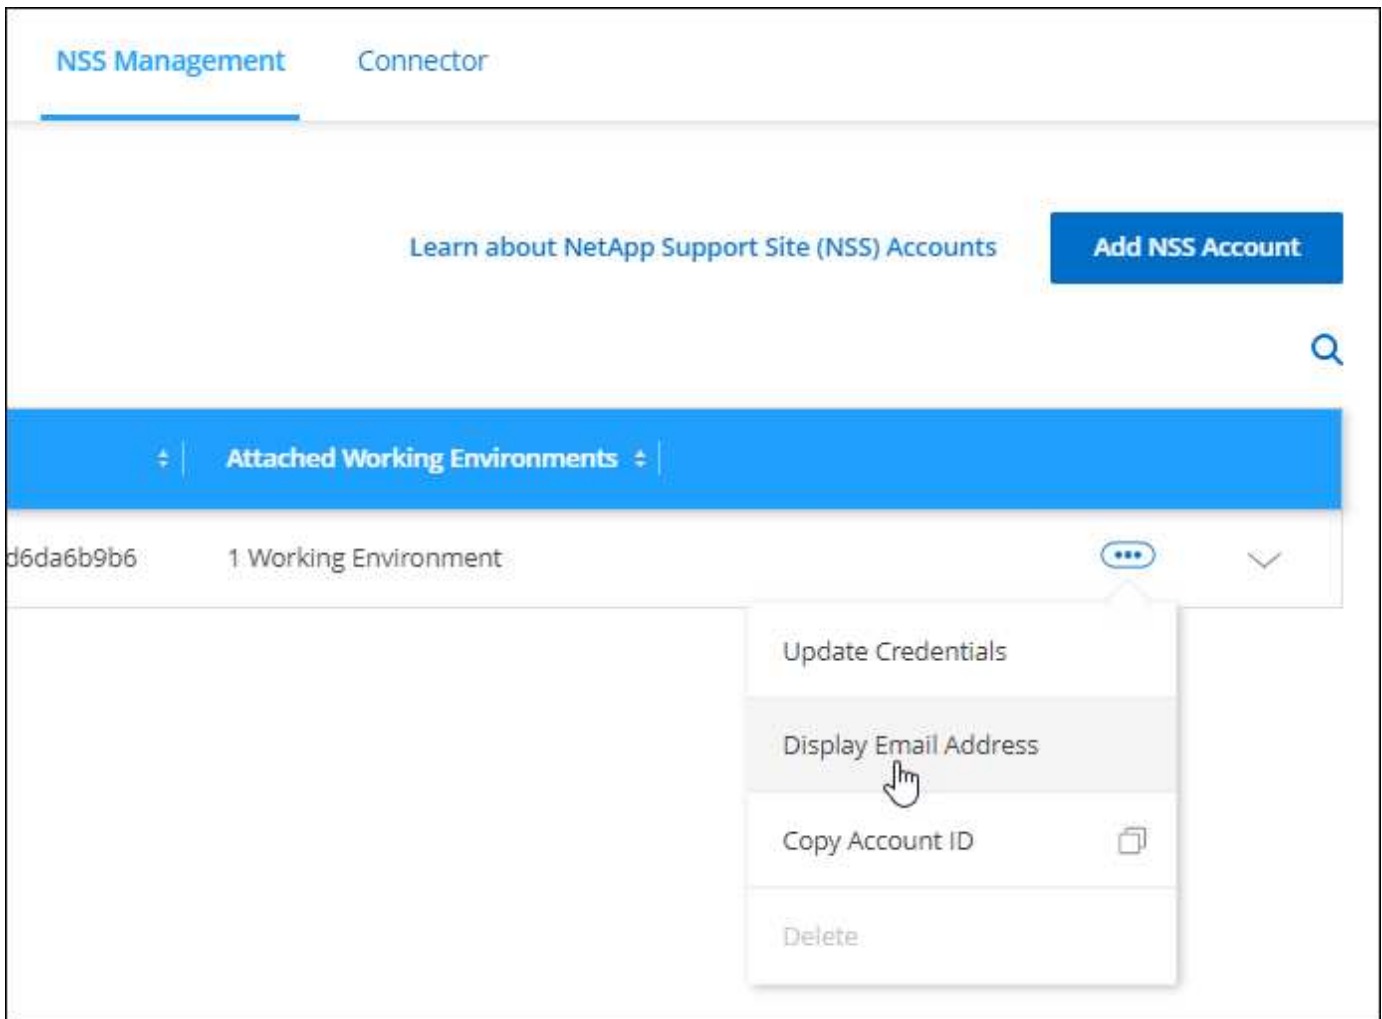 NSS Management Connector
Learn about NetApp Support Site (NSS) Accounts Add NSS Account
Attached Working Environments
d6da6b9b6 1 Working Environment
Update Credentials
Display Email Address
Copy Account ID
Delete